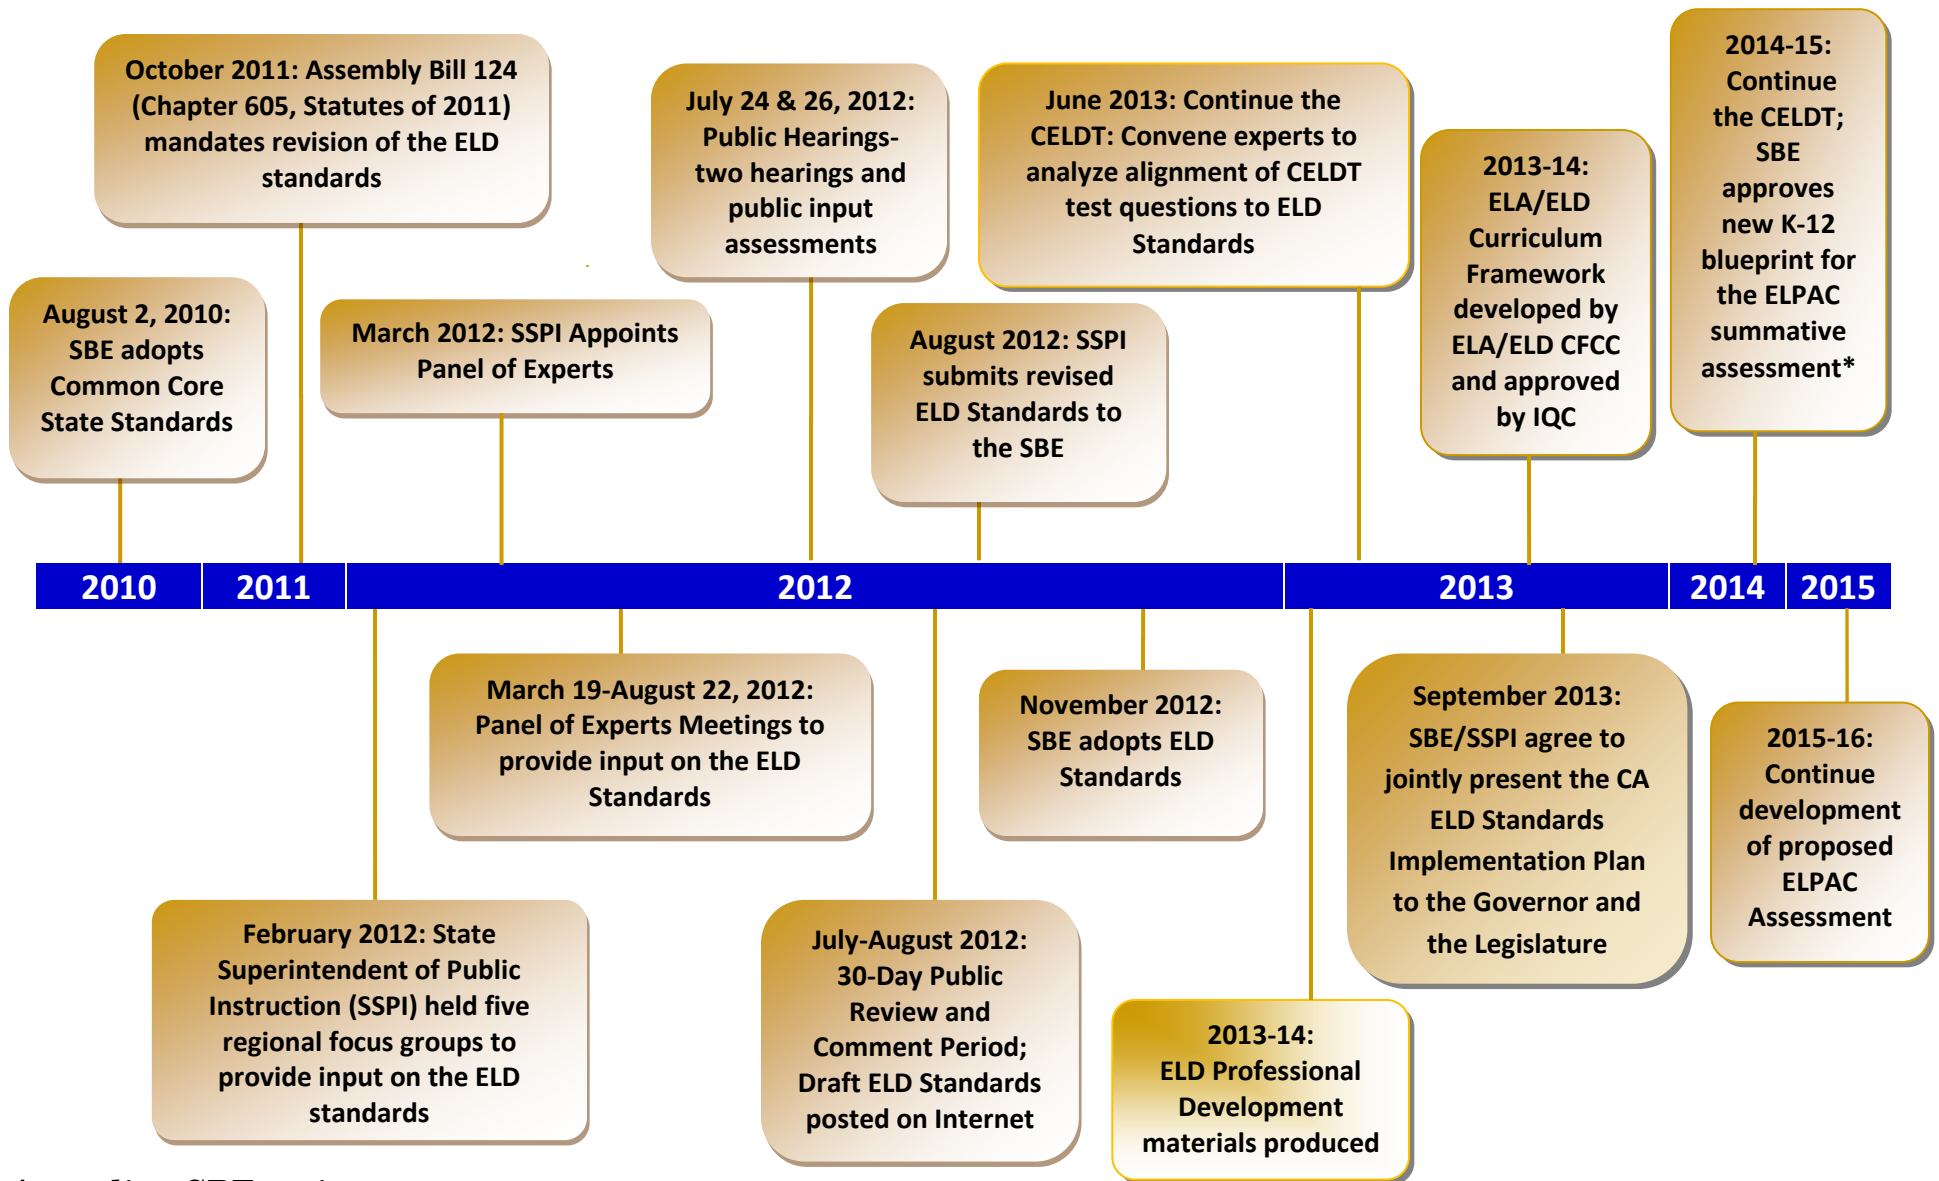 October 2011: Assembly Bill 124
(Chapter 605, Statutes of 2011)
mandates revision of the ELD
standards
July 24 & 26, 2012:
Public Hearings-
two hearings and
public input
assessments
June 2013: Continue the
CELDT: Convene experts to
analyze alignment of CELDT
test questions to ELD
Standards
2013-14:
ELA/ELD
Curriculum
Framework
developed by
ELA/ELD CFCC
and approved
by IQC
2014-15:
Continue
the CELDT;
SBE
approves
new K-12
blueprint for
the ELPAC
summative
assessment*
August 2, 2010:
SBE adopts
Common Core
State Standards
March 2012: SSPI Appoints
Panel of Experts
August 2012: SSPI
submits revised
ELD Standards to
the SBE
2010
2011
2012
2013
2014
2015
March 19-August 22, 2012:
Panel of Experts Meetings to
provide input on the ELD
Standards
November 2012:
SBE adopts ELD
Standards
September 2013:
SBE/SSPI agree to
jointly present the CA
ELD Standards
Implementation Plan
to the Governor and
the Legislature
2015-16:
Continue
development
of proposed
ELPAC
Assessment
February 2012: State
Superintendent of Public
Instruction (SSPI) held five
regional focus groups to
provide input on the ELD
standards
July-August 2012:
30-Day Public
Review and
Comment Period;
Draft ELD Standards
posted on Internet
2013-14:
ELD Professional
Development
materials produced